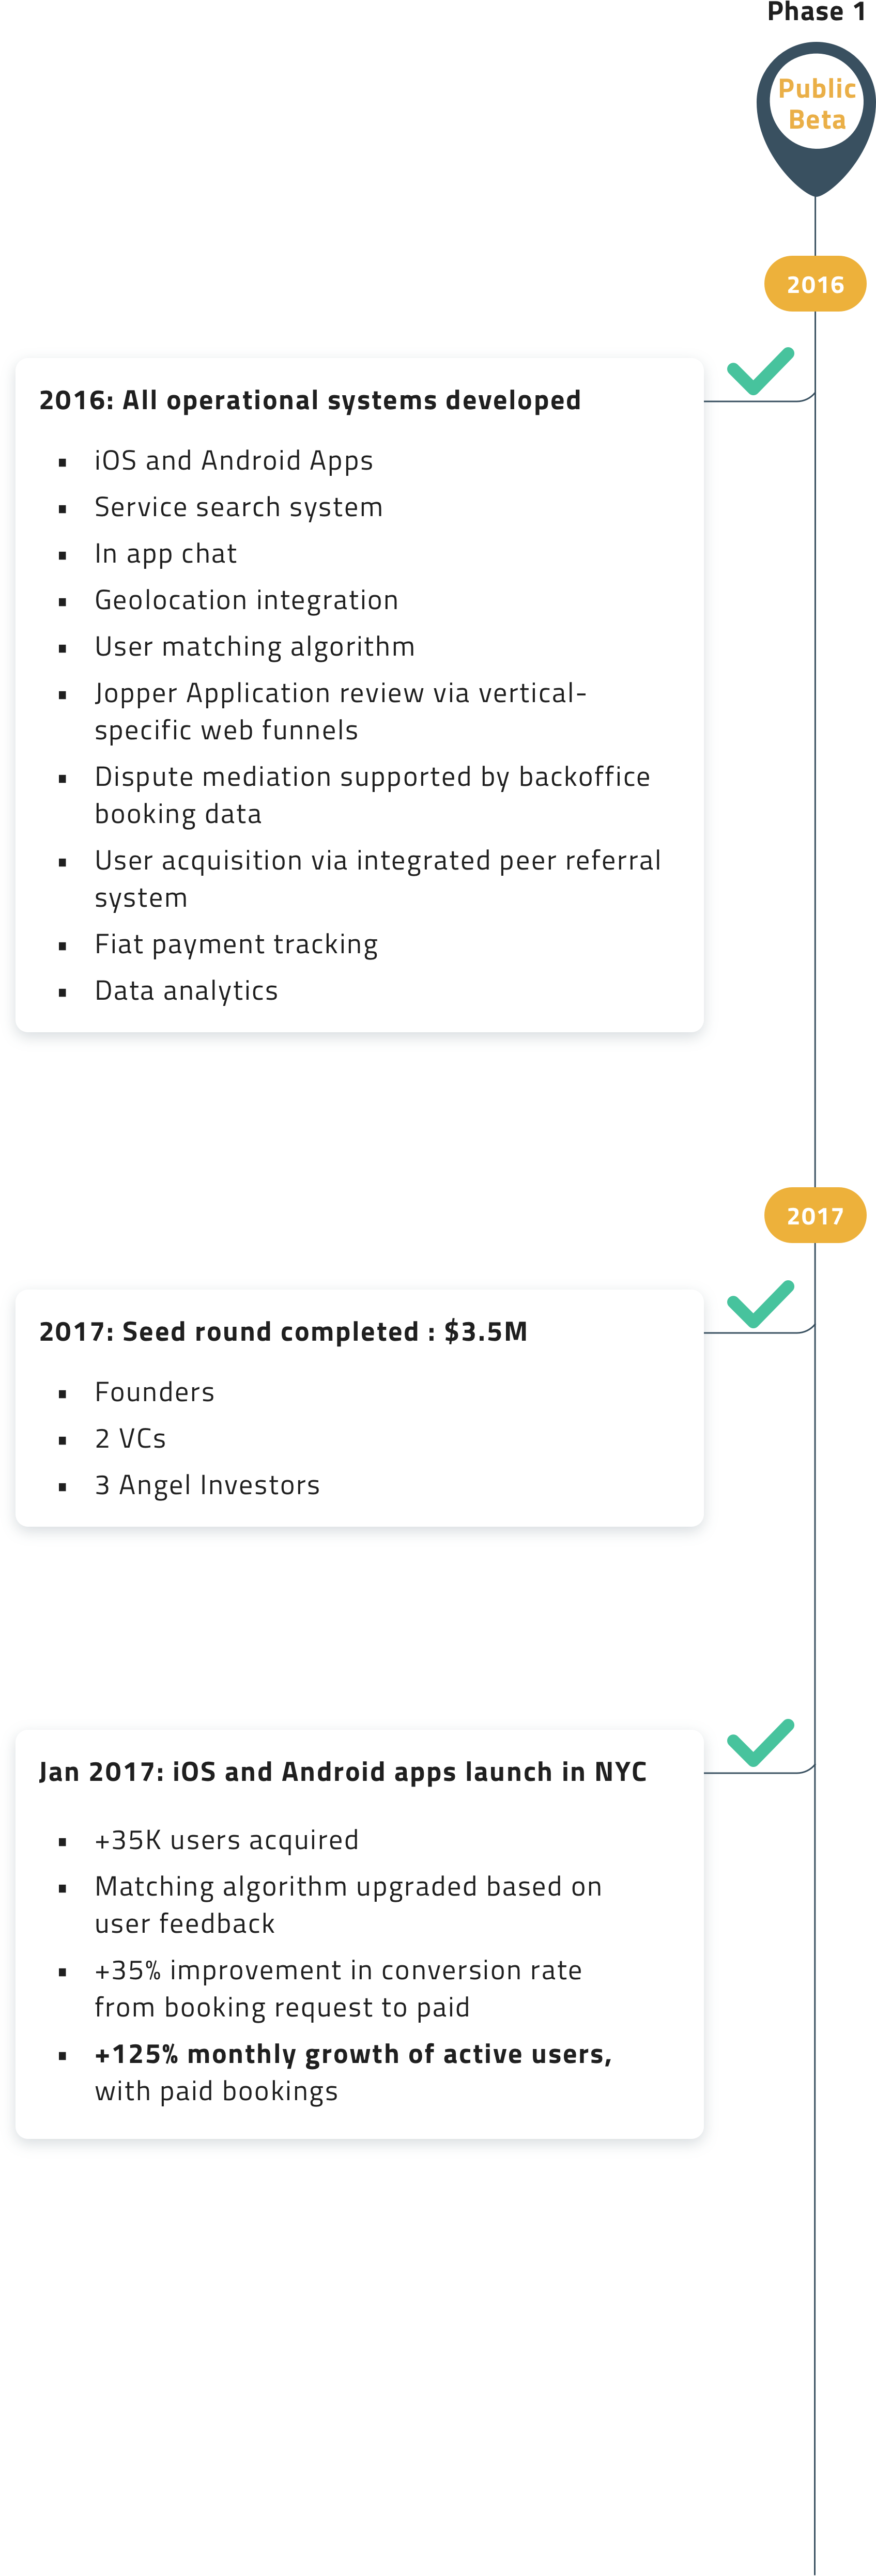 Phase 1
Public
Beta
2016
2016: All operational systems developed
▪ iOS and Android Apps
▪ Service search system
▪ In app chat
▪ Geolocation integration
▪ User matching algorithm
▪ Jopper Application review via vertical-
specific web funnels
▪ Dispute mediation supported by backoffice
booking data
▪ User acquisition via integrated peer referral
system
▪ Fiat payment tracking
▪ Data analytics
2017
2017: Seed round completed : $3.5M
▪ Founders
▪ 2 VCs
▪ 3 Angel Investors
Jan 2017: iOS and Android apps launch in NYC
▪ +35K users acquired
▪ Matching algorithm upgraded based on
user feedback
▪ +35% improvement in conversion rate
from booking request to paid
▪ +125% monthly growth of active users,
with paid bookings